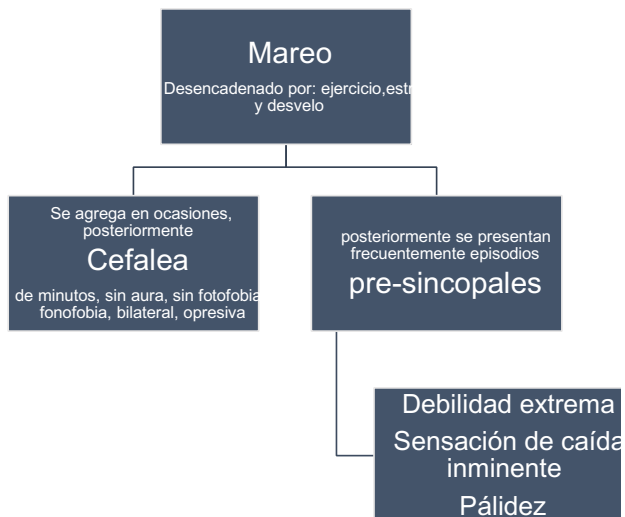 Mareo
Desencadenado por: ejercicio,estr
y desvelo
Se agrega en ocasiones,
posteriormente
Cefalea
de minutos, sin aura, sin fotofobia
fonofobia, bilateral, opresiva
posteriormente se presentan
frecuentemente episodios
pre-sincopales
Debilidad extrema
Sensación de caída
inminente
Pálidez